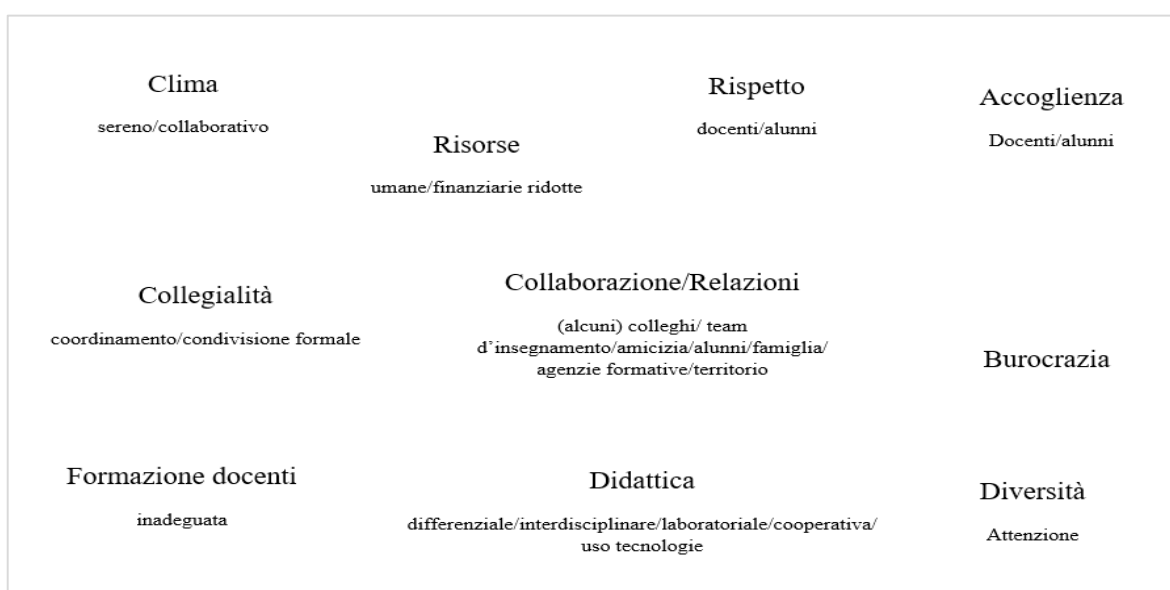 Clima
sereno/collaborativo
Risorse
umane/finanziarie ridotte
Rispetto
docenti/alunni
Accoglienza
Docenti/alunni
Collegialità
coordinamento/condivisione formale
Collaborazione/Relazioni
(alcuni) colleghi/ team
d’insegnamento/amicizia/alunni/famiglia/
agenzie formative/territorio
Burocrazia
Formazione docenti
inadeguata
Didattica
differenziale/interdisciplinare/laboratoriale/cooperativa/
uso tecnologie
Diversità
Attenzione